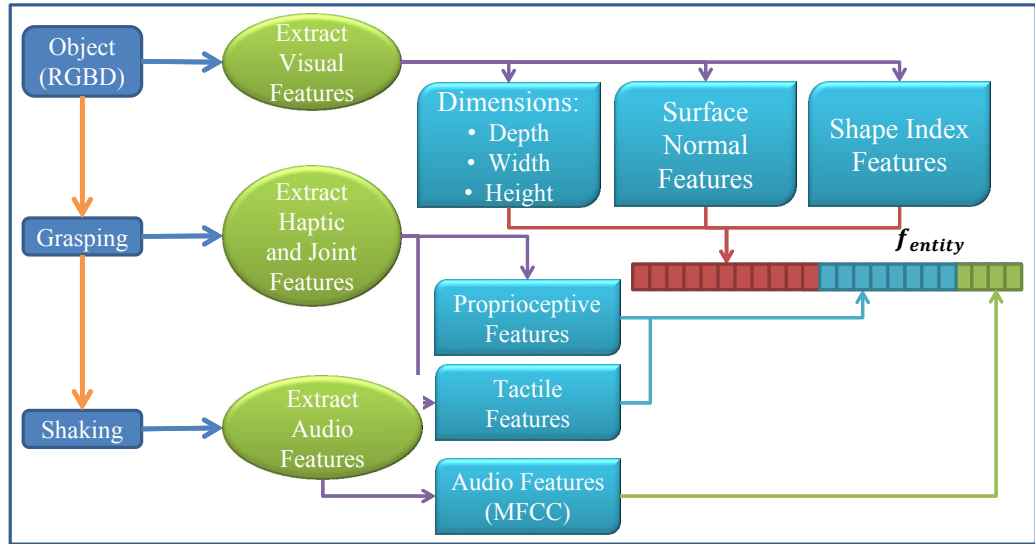 Object
(RGBD)
Extract
Visual
Features
Dimensions:
• Depth
• Width
• Height
Surface
Normal
Features
Shape Index
Features
Grasping
Extract
Haptic
and Joint
Features
f_entity
Proprioceptive
Features
Tactile
Features
Shaking
Extract
Audio
Features
Audio Features
(MFCC)